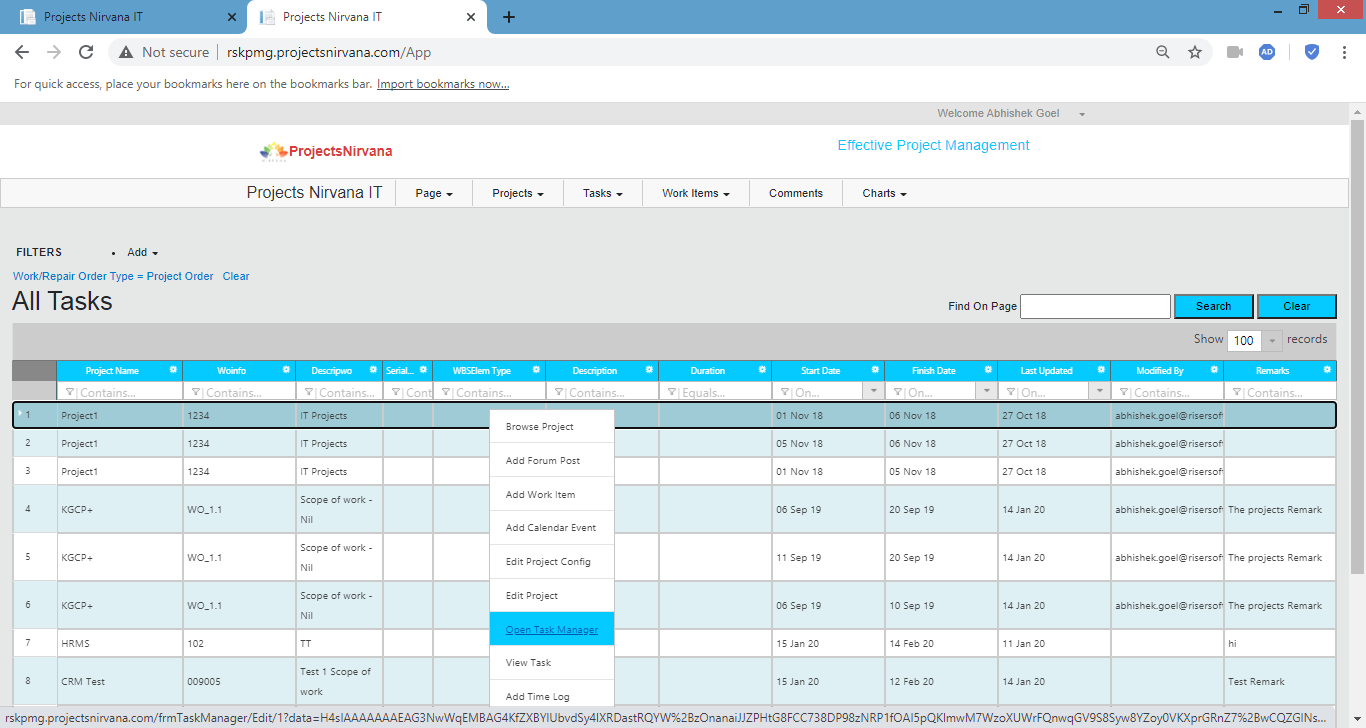 Projects Nirvana IT
Projects Nirvana IT
Not secure rskpmg.projectsnirvana.com/App
AD
For quick access, place your bookmarks here on the bookmarks bar. Import bookmarks now...
Welcome Abhishek Goel
ProjectsNirvana
Effective Project Management
Projects Nirvana IT Page Projects Tasks Work Items Comments Charts
FILTERS Add
Work/Repair Order Type = Project Order Clear
All Tasks
Find On Page Search Clear
Show 100 records
Project Name Woinfo Descripwo Serial... WBSElem Type Description Duration Start Date Finish Date Last Updated Modified By Remarks
Contains... Contains... Contains... Cont Contains... Contains... Equals... On... On... On... Contains... Contains...
1 Project1 1234 IT Projects 01 Nov 18 06 Nov 18 27 Oct 18 abhishek.goel@risersof
2 Project1 1234 IT Projects 05 Nov 18 06 Nov 18 27 Oct 18 abhishek.goel@risersof
3 Project1 1234 IT Projects 01 Nov 18 05 Nov 18 27 Oct 18 abhishek.goel@risersof
4 KGCP+ WO_1.1 Scope of work - 06 Sep 19 20 Sep 19 14 Jan 20 abhishek.goel@risersof The projects Remark
Nil
5 KGCP+ WO_1.1 Scope of work - 11 Sep 19 20 Sep 19 14 Jan 20 abhishek.goel@risersof The projects Remark
Nil
6 KGCP+ WO_1.1 Scope of work - 06 Sep 19 10 Sep 19 14 Jan 20 abhishek.goel@risersof The projects Remark
Nil
7 HRMS 102 TT 15 Jan 20 14 Feb 20 11 Jan 20 hi
8 CRM Test 009005 Test 1 Scope of 15 Jan 20 12 Feb 20 14 Jan 20 Test Remark
work
Browse Project
Add Forum Post
Add Work Item
Add Calendar Event
Edit Project Config
Edit Project
Open Task Manager
View Task
Add Time Log